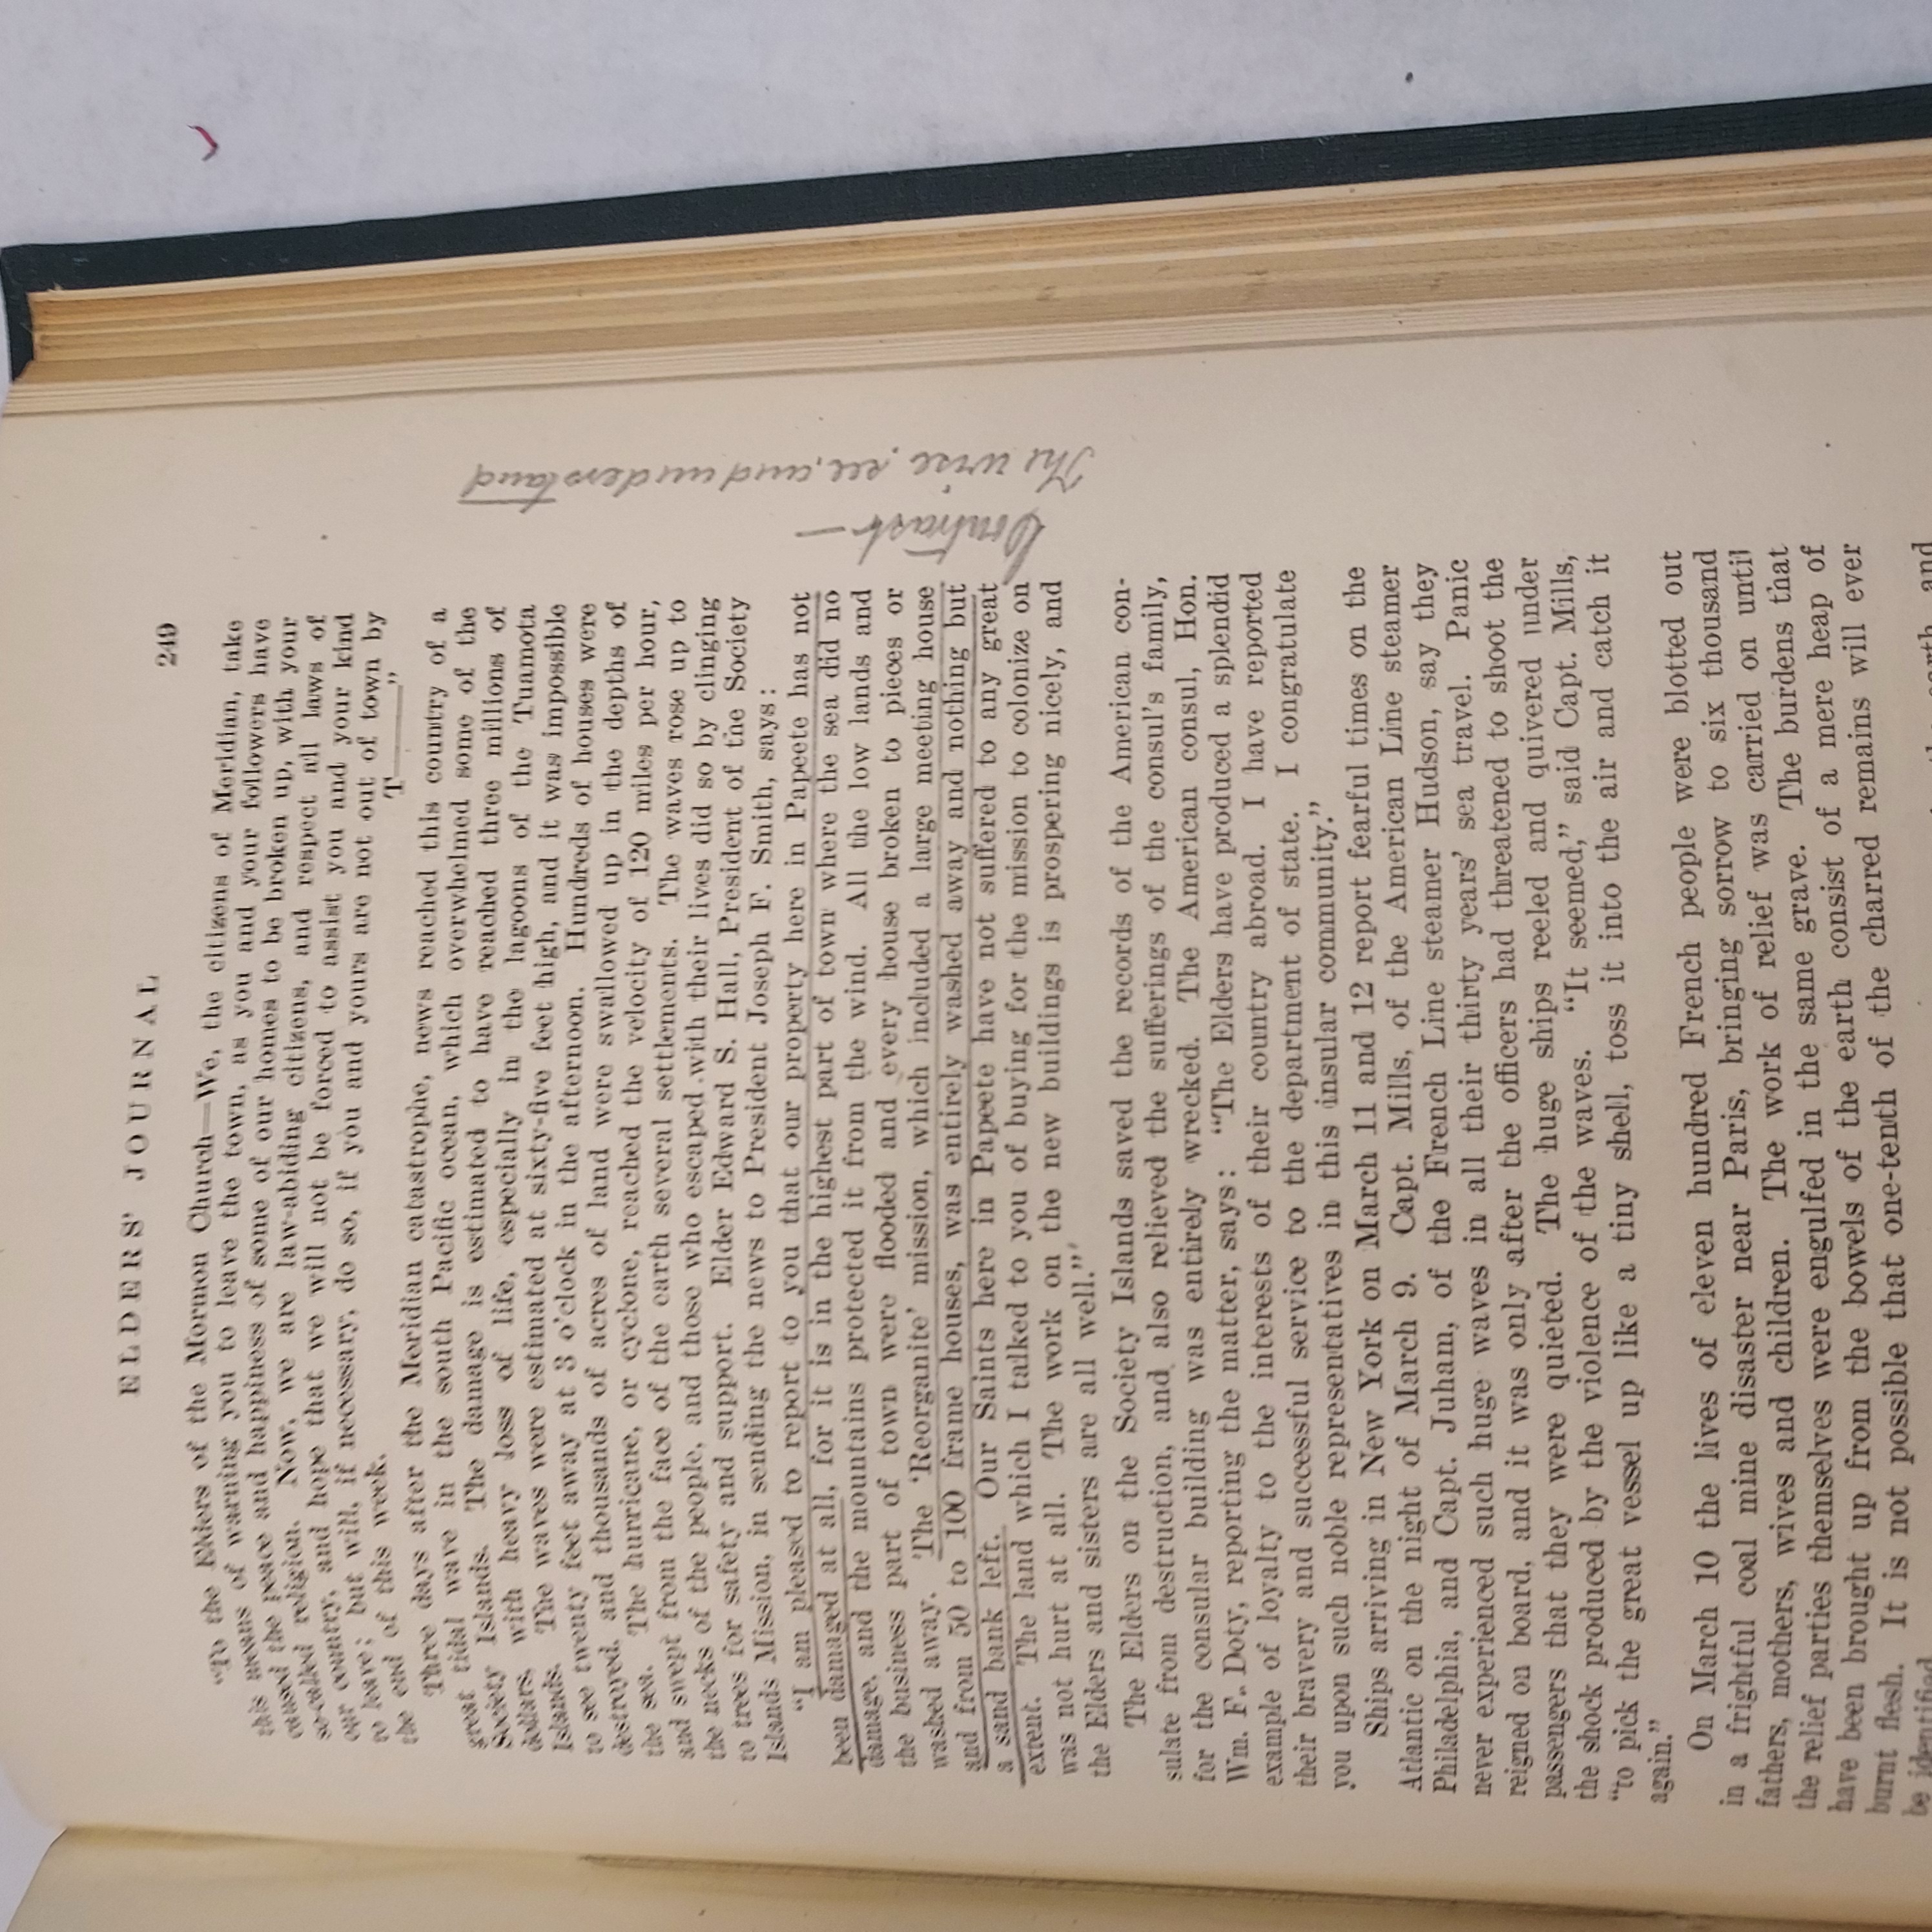 ELDERS' JOURNAL 249
"To the Elders of the Mormon Church—We, the citizens of Meridian, take
this means of warning you to leave the town, as you and your followers have
caused the peace and happiness of some of our homes to be broken up, with your
so-called religion. Now, we are law-abiding citizens, and respect all laws of
our country, and hope that we will not be forced to assist you and your kind
to leave; but will, if necessary, do so, if you and yours are not out of town by
the end of this week. T____"
Three days after the Meridian catastrophe, news reached this country of a
great tidal wave in the south Pacific ocean, which overwhelmed some of the
Society Islands. The damage is estimated to have reached three millions of
dollars, with heavy loss of life, especially in the lagoons of the Tuamota
Islands. The waves were estimated at sixty-five feet high, and it was impossible
to see twenty feet away at 3 o'clock in the afternoon. Hundreds of houses were
destroyed, and thousands of acres of land were swallowed up in the depths of
the sea. The hurricane, or cyclone, reached the velocity of 120 miles per hour,
and swept from the face of the earth several settlements. The waves rose up to
the necks of the people, and those who escaped with their lives did so by clinging
to trees for safety and support. Elder Edward S. Hall, President of the Society
Islands Mission, in sending the news to President Joseph F. Smith, says:
"I am pleased to report to you that our property here in Papeete has not
been damaged at all, for it is in the highest part of town where the sea did no
damage, and the mountains protected it from the wind. All the low lands and
the business part of town were flooded and every house broken to pieces or
washed away. The 'Reorganite' mission, which included a large meeting house
and from 50 to 100 frame houses, was entirely washed away and nothing but
a sand bank left. Our Saints here in Papeete have not suffered to any great
extent. The land which I talked to you of buying for the mission to colonize on
was not hurt at all. The work on the new buildings is prospering nicely, and
the Elders and sisters are all well."
The Elders on the Society Islands saved the records of the American con-
sulate from destruction, and also relieved the sufferings of the consul's family,
for the consular building was entirely wrecked. The American consul, Hon.
Wm. F. Doty, reporting the matter, says: "The Elders have produced a splendid
example of loyalty to the interests of their country abroad. I have reported
their bravery and successful service to the department of state. I congratulate
you upon such noble representatives in this insular community."
Ships arriving in New York on March 11 and 12 report fearful times on the
Atlantic on the night of March 9. Capt. Mills, of the American Line steamer
Philadelphia, and Capt. Juham, of the French Line steamer Hudson, say they
never experienced such huge waves in all their thirty years' sea travel. Panic
reigned on board, and it was only after the officers had threatened to shoot the
passengers that they were quieted. The huge ships reeled and quivered under
the shock produced by the violence of the waves. "It seemed," said Capt. Mills,
"to pick the great vessel up like a tiny shell, toss it into the air and catch it
again."
On March 10 the lives of eleven hundred French people were blotted out
in a frightful coal mine disaster near Paris, bringing sorrow to six thousand
fathers, mothers, wives and children. The work of relief was carried on until
the relief parties themselves were engulfed in the same grave. The burdens that
have been brought up from the bowels of the earth consist of a mere heap of
burnt flesh. It is not possible that one-tenth of the charred remains will ever
be identified
earth and
Contrast—
The wise, see, and understand